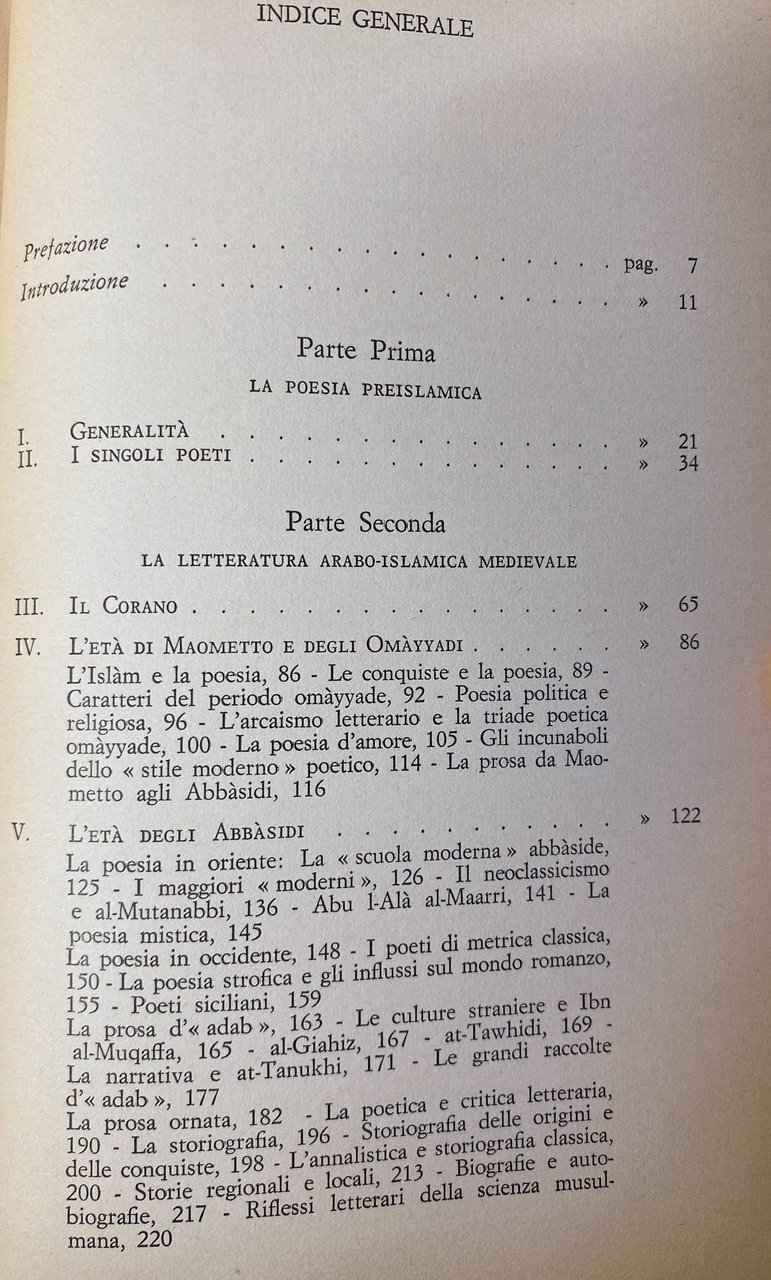 INDICE GENERALE
Prefazione . . . . . . . . . . . . . . . . . pag. 7
Introduzione . . . . . . . . . . . . . . . . » 11
Parte Prima
LA POESIA PREISLAMICA
I. GENERALITÀ . . . . . . . . . . . . . . » 21
II. I SINGOLI POETI . . . . . . . . . . . . . » 34
Parte Seconda
LA LETTERATURA ARABO-ISLAMICA MEDIEVALE
III. IL CORANO . . . . . . . . . . . . . . . » 65
IV. L'ETÀ DI MAOMETTO E DEGLI OMÀYYADI . . . . . . » 86
L'Islàm e la poesia, 86 - Le conquiste e la poesia, 89 -
Caratteri del periodo omàyyade, 92 - Poesia politica e
religiosa, 96 - L'arcaismo letterario e la triade poetica
omàyyade, 100 - La poesia d'amore, 105 - Gli incunaboli
dello « stile moderno » poetico, 114 - La prosa da Mao-
metto agli Abbàsidi, 116
V. L'ETÀ DEGLI ABBÀSIDI . . . . . . . . . . » 122
La poesia in oriente: La « scuola moderna » abbàside,
125 - I maggiori « moderni », 126 - Il neoclassicismo
e al-Mutanabbi, 136 - Abu l-Alà al-Maarri, 141 - La
poesia mistica, 145
La poesia in occidente, 148 - I poeti di metrica classica,
150 - La poesia strofica e gli influssi sul mondo romanzo,
155 - Poeti siciliani, 159
La prosa d'« adab », 163 - Le culture straniere e Ibn
al-Muqaffa, 165 - al-Giahiz, 167 - at-Tawhidi, 169 -
La narrativa e at-Tanukhi, 171 - Le grandi raccolte
d'« adab », 177
La prosa ornata, 182 - La poetica e critica letteraria,
190 - La storiografia, 196 - Storiografia delle origini e
delle conquiste, 198 - L'annalistica e storiografia classica,
200 - Storie regionali e locali, 213 - Biografie e auto-
biografie, 217 - Riflessi letterari della scienza musul-
mana, 220